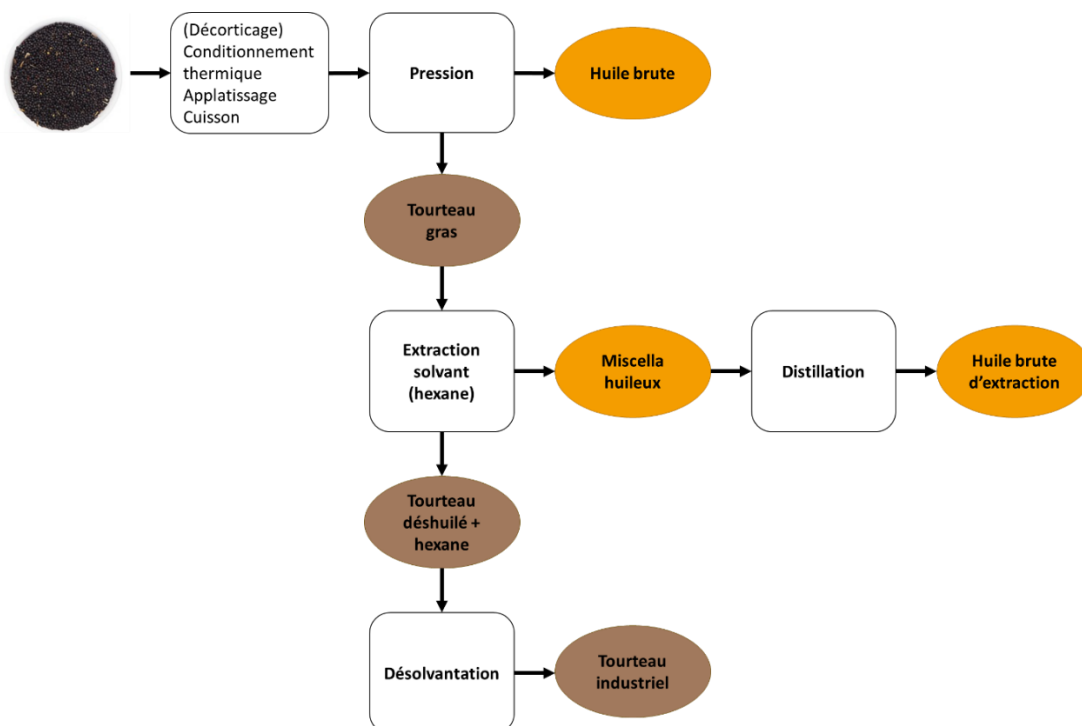 (Décorticage)
Conditionnement
thermique
Applatissage
Cuisson
Pression
Huile brute
Tourteau
gras
Extraction
solvant
(hexane)
Miscella
huileux
Distillation
Huile brute
d'extraction
Tourteau
déshuilé +
hexane
Désolvantation
Tourteau
industriel